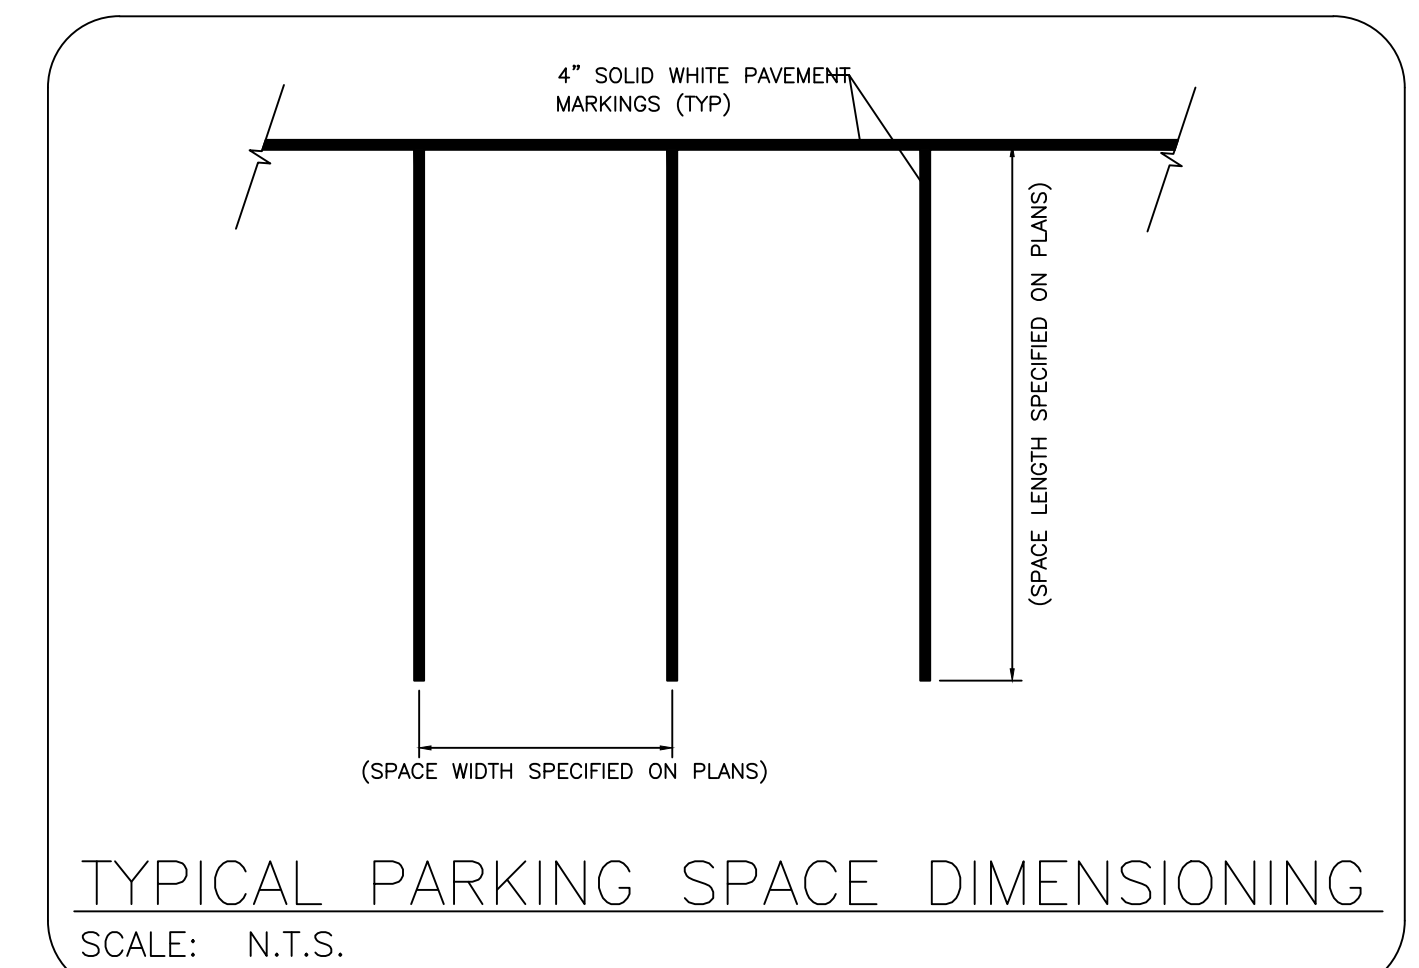 4” SOLID WHITE PAVEMENT
MARKINGS (TYP)
(SPACE LENGTH SPECIFIED ON PLANS)
(SPACE WIDTH SPECIFIED ON PLANS)
TYPICAL PARKING SPACE DIMENSIONING
SCALE: N.T.S.